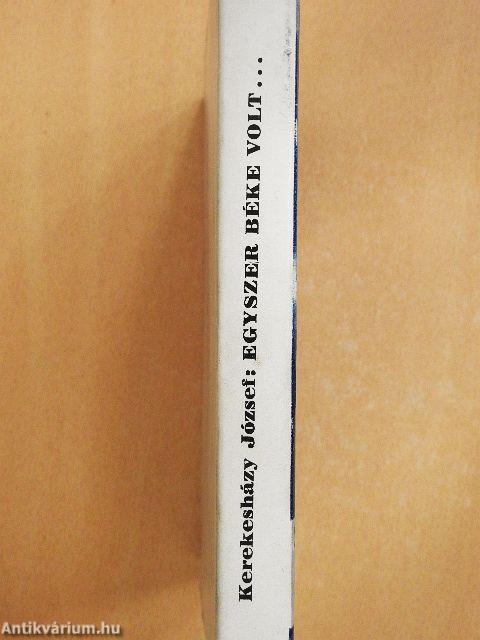 Kerekesházy József: EGYSZER BÉKE VOLT...
Antikvárium.hu